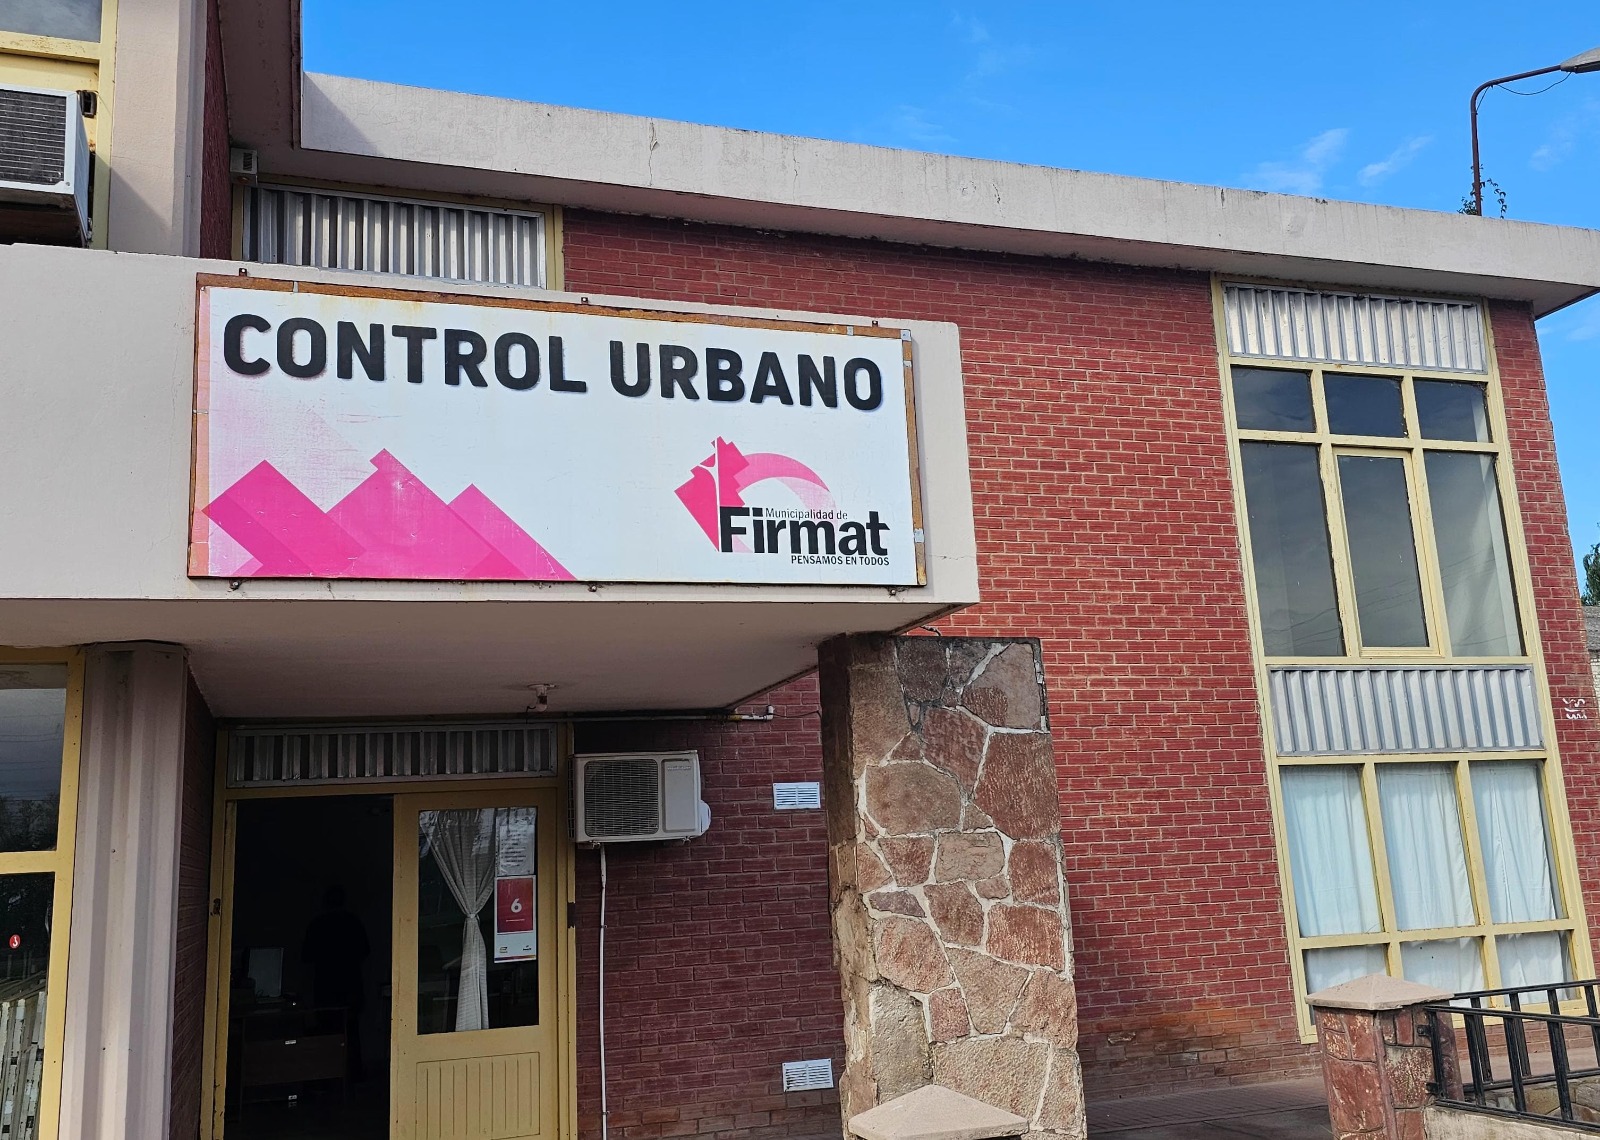 CONTROL URBANO
Municipalidad de
Firmat
PENSAMOS EN TODOS
6